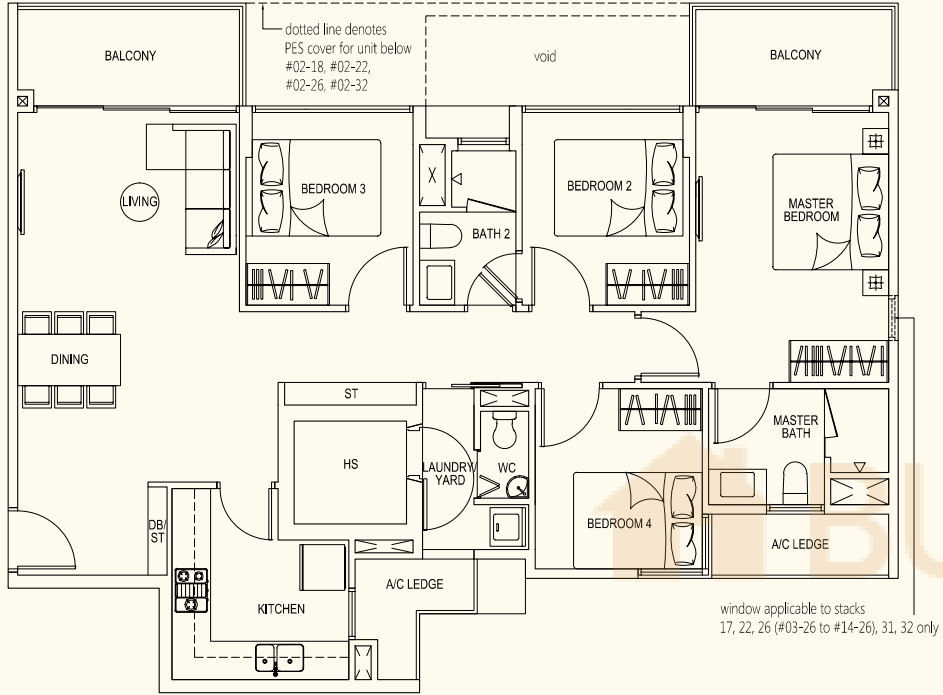 BALCONY
dotted line denotes
PES cover for unit below
#02-18, #02-22,
#02-26, #02-32
void
BALCONY
LIVING
BEDROOM 3
BATH 2
BEDROOM 2
MASTER
BEDROOM
DINING
ST
HS
LAUNDRY/
YARD
WC
MASTER
BATH
BEDROOM 4
DB/
ST
A/C LEDGE
KITCHEN
A/C LEDGE
BU
window applicable to stacks
17, 22, 26 (#03-26 to #14-26), 31, 32 only